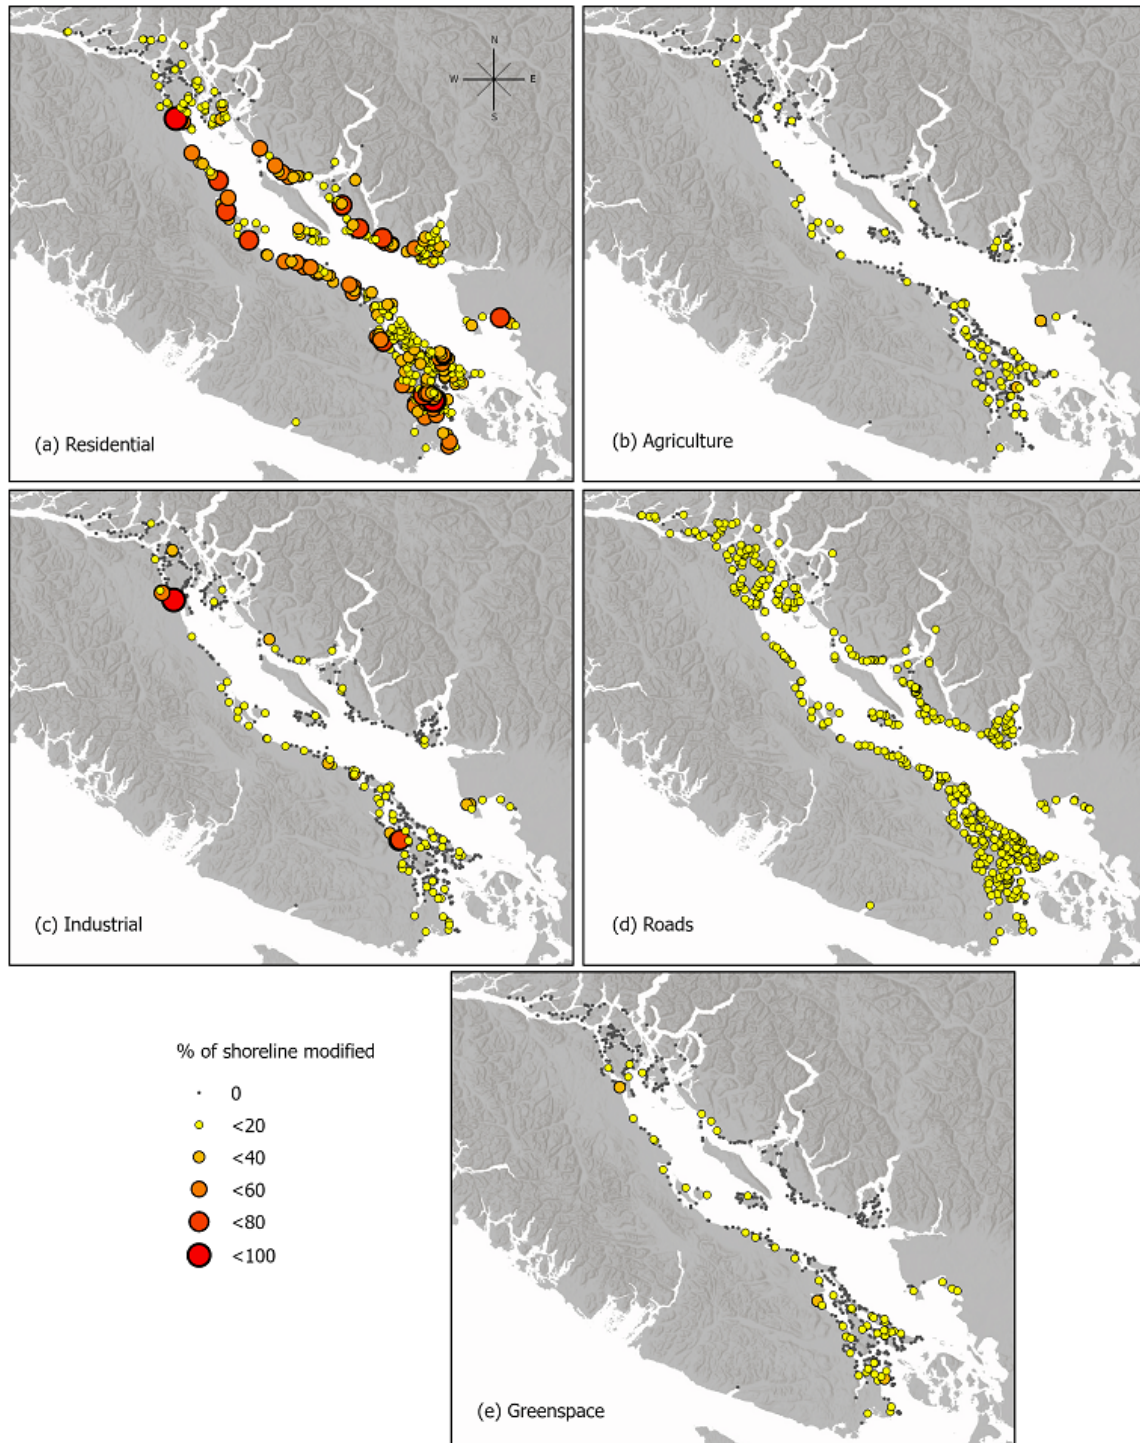 N
W E
S
(a) Residential
(b) Agriculture
(c) Industrial
(d) Roads
% of shoreline modified
0
<20
<40
<60
<80
<100
(e) Greenspace